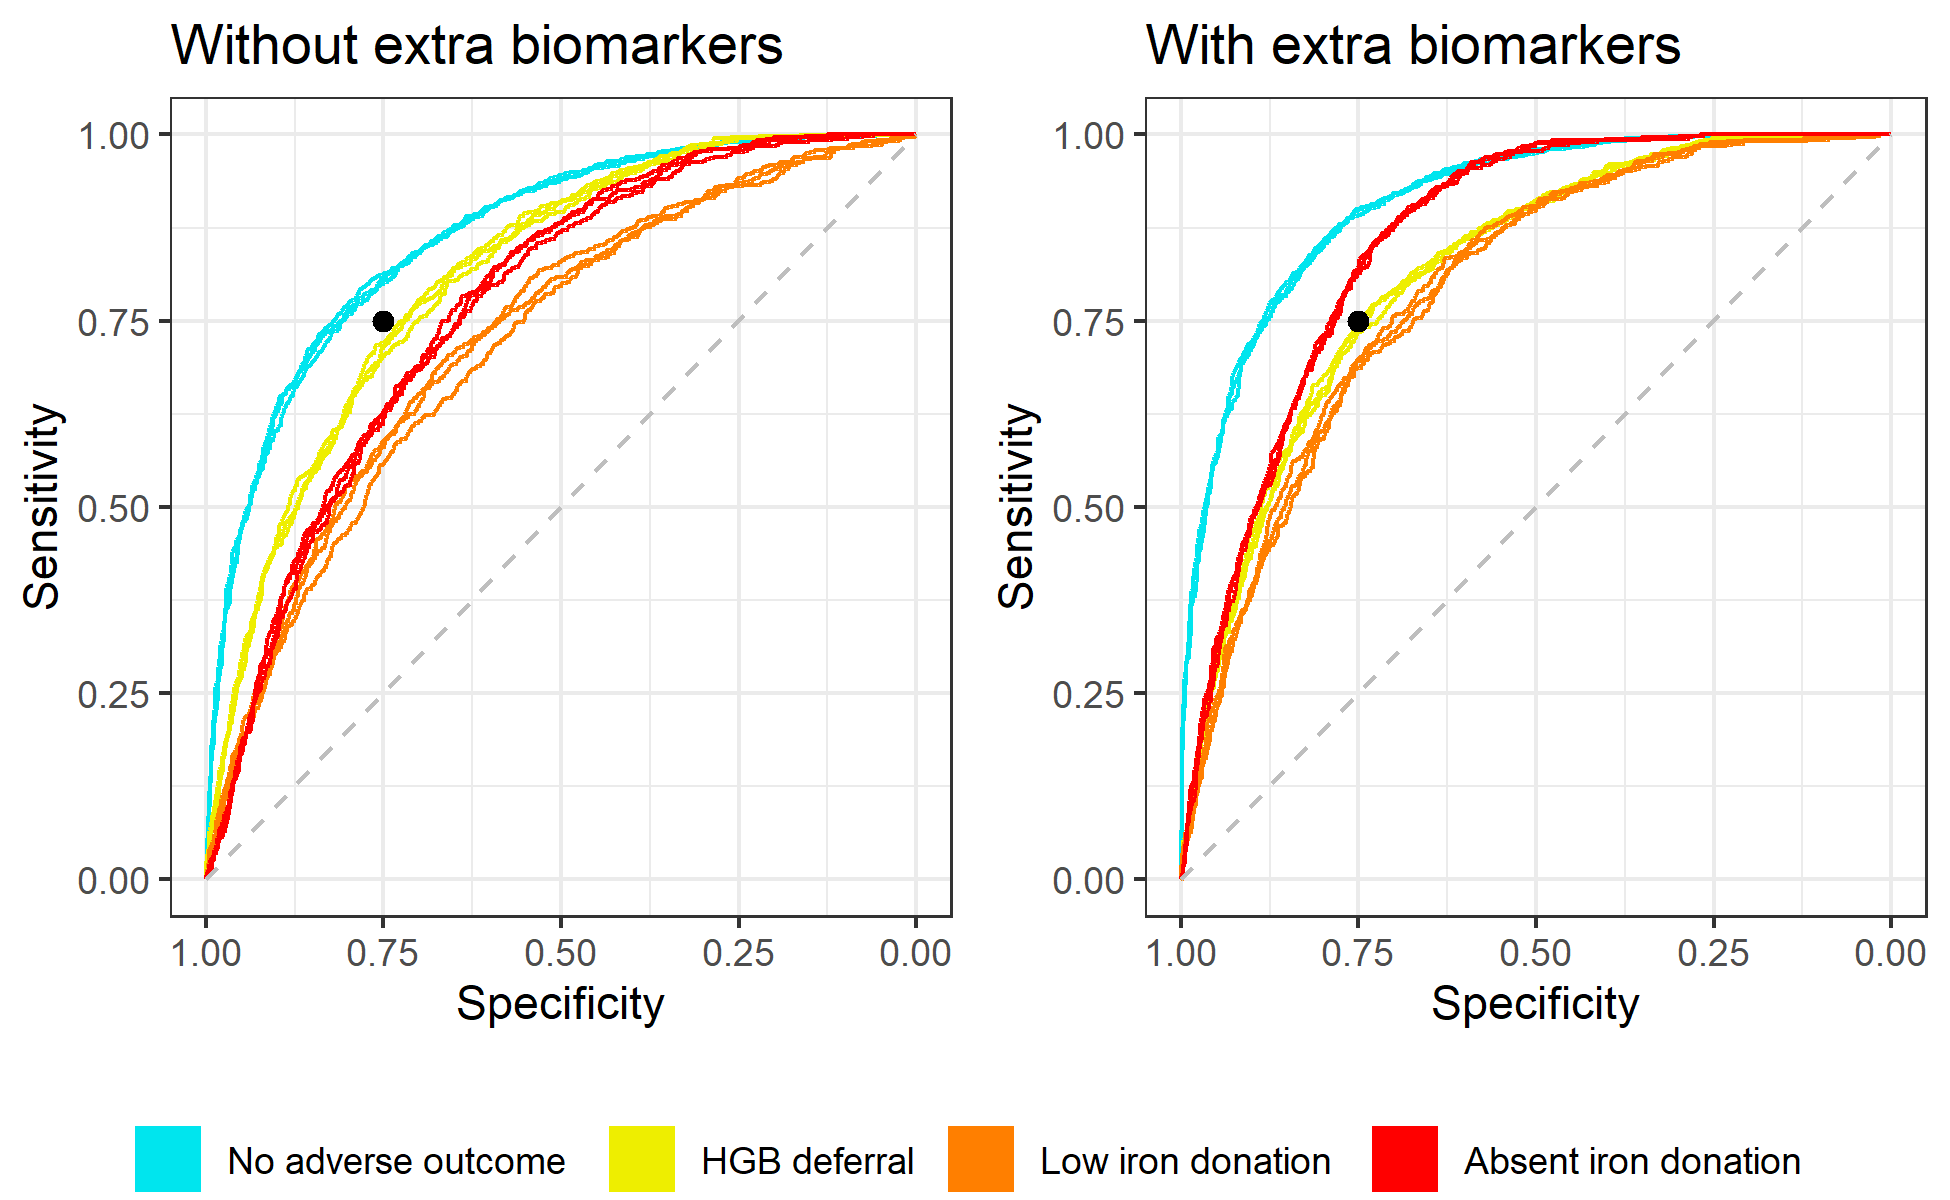 Without extra biomarkers
With extra biomarkers
1.00
0.75
0.50
0.25
0.00
Sensitivity
1.00
0.75
0.50
0.25
0.00
Specificity
1.00
0.75
0.50
0.25
0.00
Sensitivity
1.00
0.75
0.50
0.25
0.00
Specificity
No adverse outcome
HGB deferral
Low iron donation
Absent iron donation